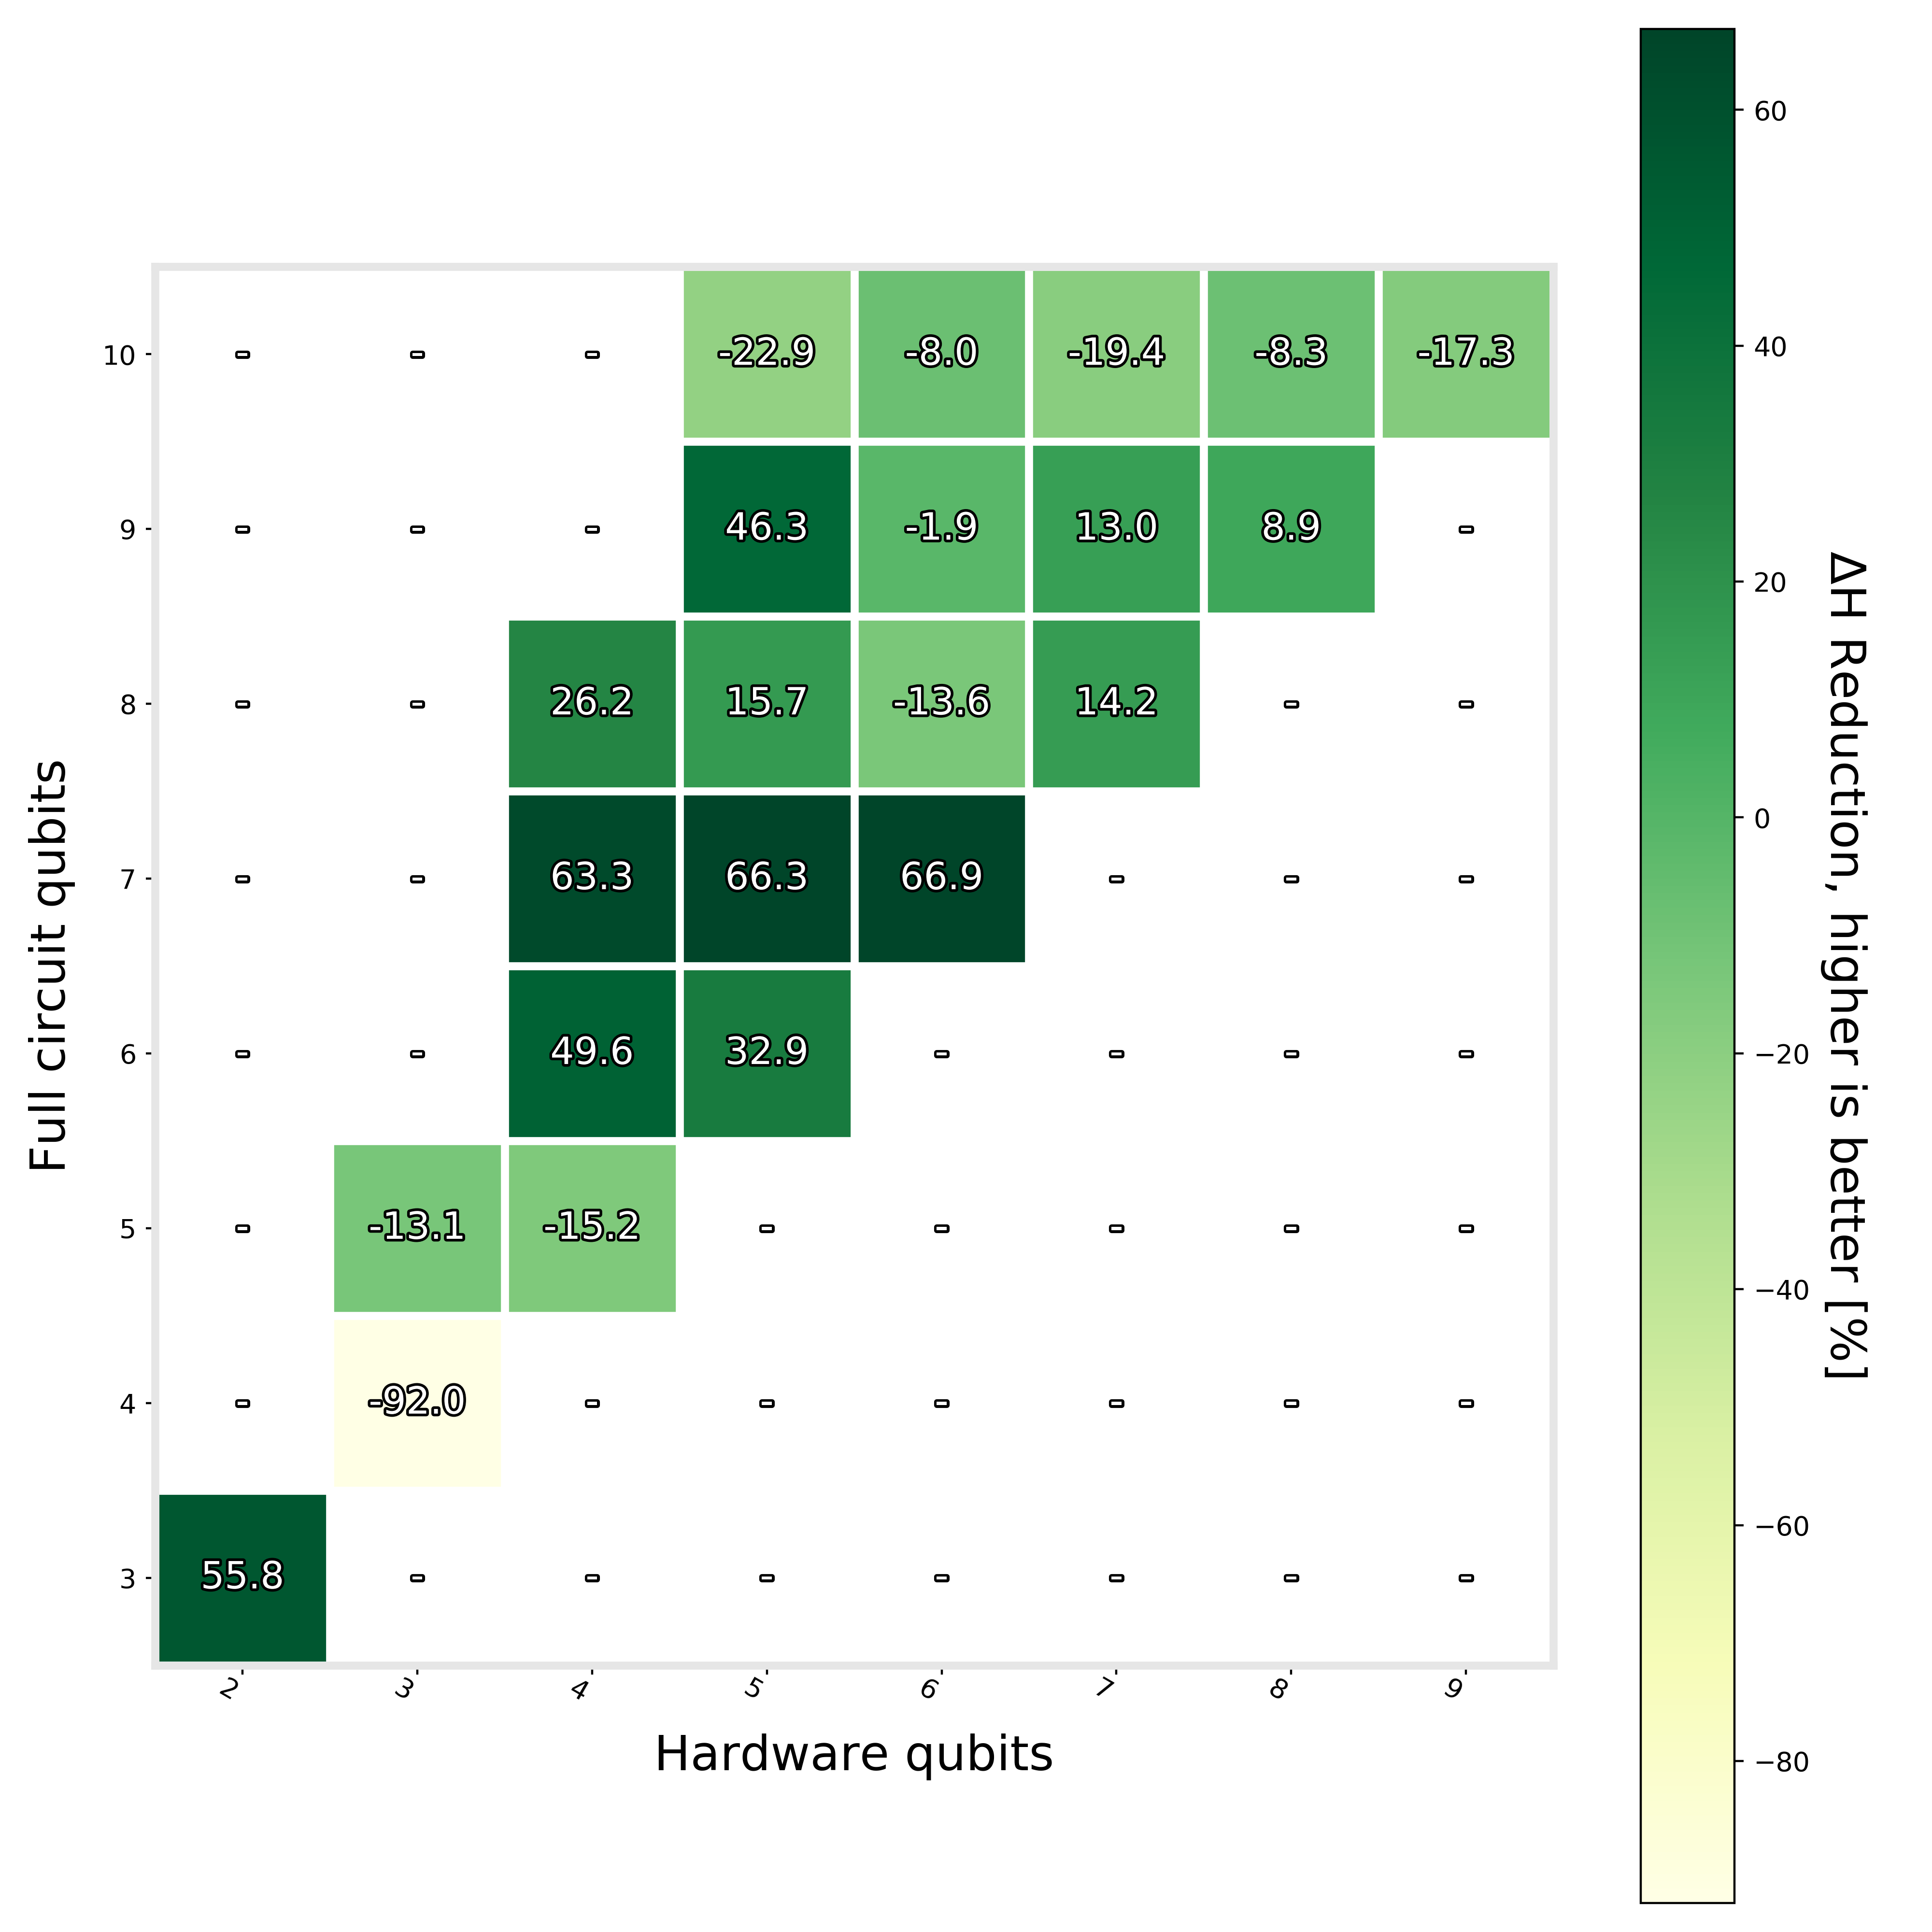 10 - - - -22.9 -8.0 -19.4 -8.3 -17.3
9 - - - 46.3 -1.9 13.0 8.9 -
8 - - 26.2 15.7 -13.6 14.2 - -
7 - - 63.3 66.3 66.9 - - -
6 - - 49.6 32.9 - - - -
5 - -13.1 -15.2 - - - - -
4 - -92.0 - - - - - -
3 55.8 - - - - - - -
2 3 4 5 6 7 8 9
Hardware qubits
Full circuit qubits
60
40
20
0
−20
−40
−60
−80
ΔH Reduction, higher is better [%]